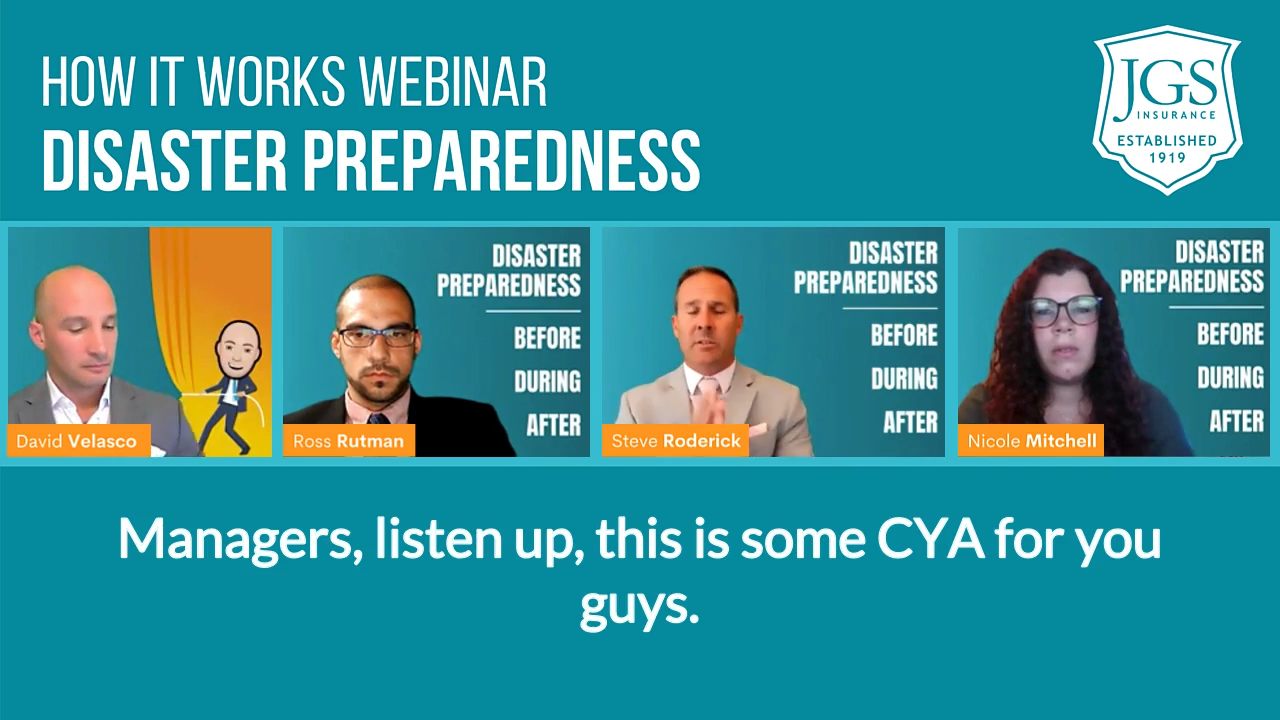 HOW IT WORKS WEBINAR
DISASTER PREPAREDNESS
JGS
INSURANCE
ESTABLISHED
1919
David Velasco
DISASTER
PREPAREDNESS
BEFORE
DURING
AFTER
Ross Rutman
DISASTER
PREPAREDNESS
BEFORE
DURING
AFTER
Steve Roderick
DISASTER
PREPAREDNESS
BEFORE
DURING
AFTER
Nicole Mitchell
Managers, listen up, this is some CYA for you
guys.